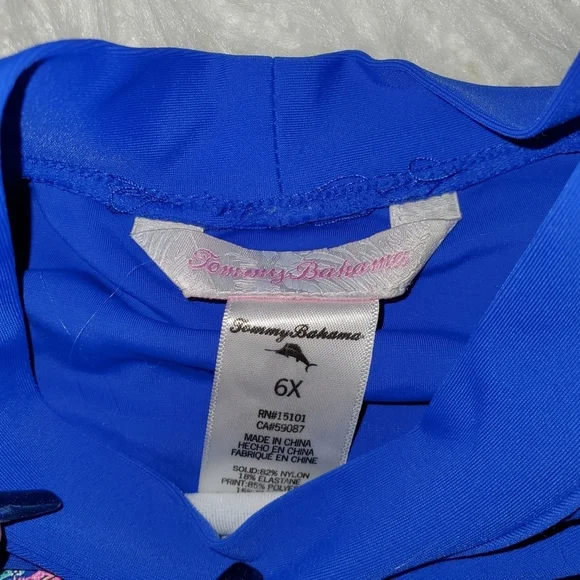 Tommy Bahama
Tommy Bahama
6X
RN#15101
CA#59087
MADE IN CHINA
HECHO EN CHINA
FABRIQUÉ EN CHINE
SOLID:82% NYLON
18% ELASTANE
PRINT:85% POLYES